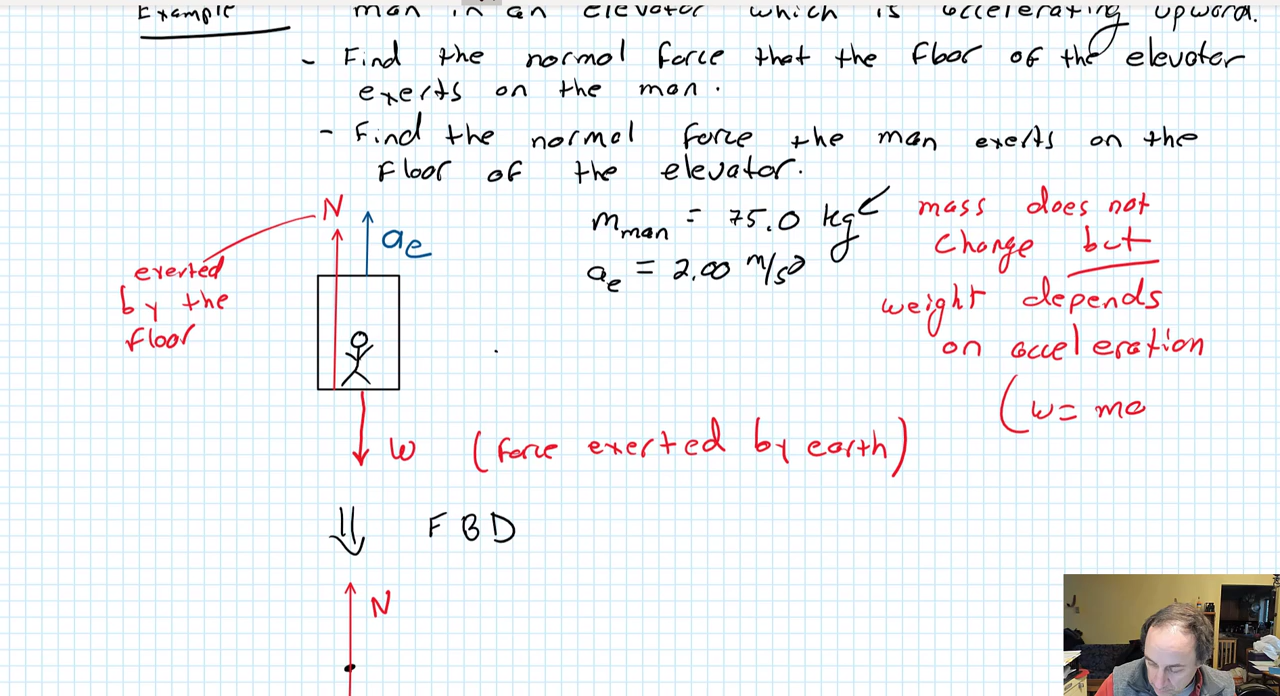 Example man in an elevator which is accelerating upward.
- Find the normal force that the floor of the elevator
exerts on the man.
- Find the normal force the man exerts on the
floor of the elevator.
m man = 75.0 kg
a e = 2.00 m/s²
mass does not
change but
weight depends
on acceleration
(w = ma
N
a e
exerted
by the
floor
w (force exerted by earth)
FBD
N